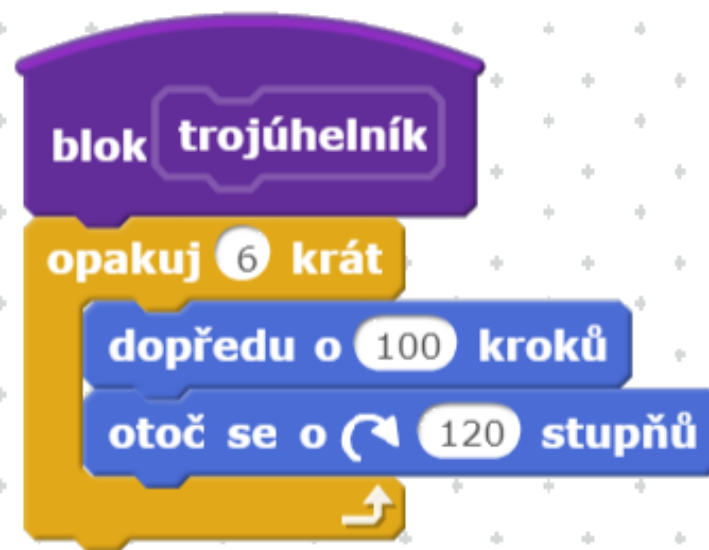 blok trojúhelník
opakuj 6 krát
dopředu o 100 kroků
otoč se o 120 stupňů